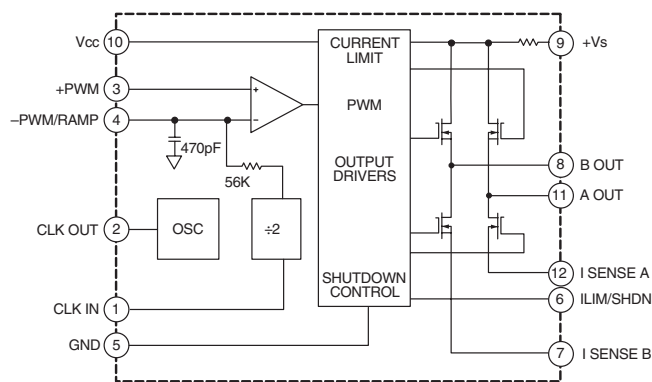 Vcc 10
CURRENT
LIMIT
9 +Vs
+PWM 3
+
PWM
–PWM/RAMP 4
–
470pF
56K
OUTPUT
DRIVERS
8 B OUT
11 A OUT
CLK OUT 2
OSC
÷2
12 I SENSE A
SHUTDOWN
CONTROL
6 ILIM/SHDN
CLK IN 1
GND 5
7 I SENSE B